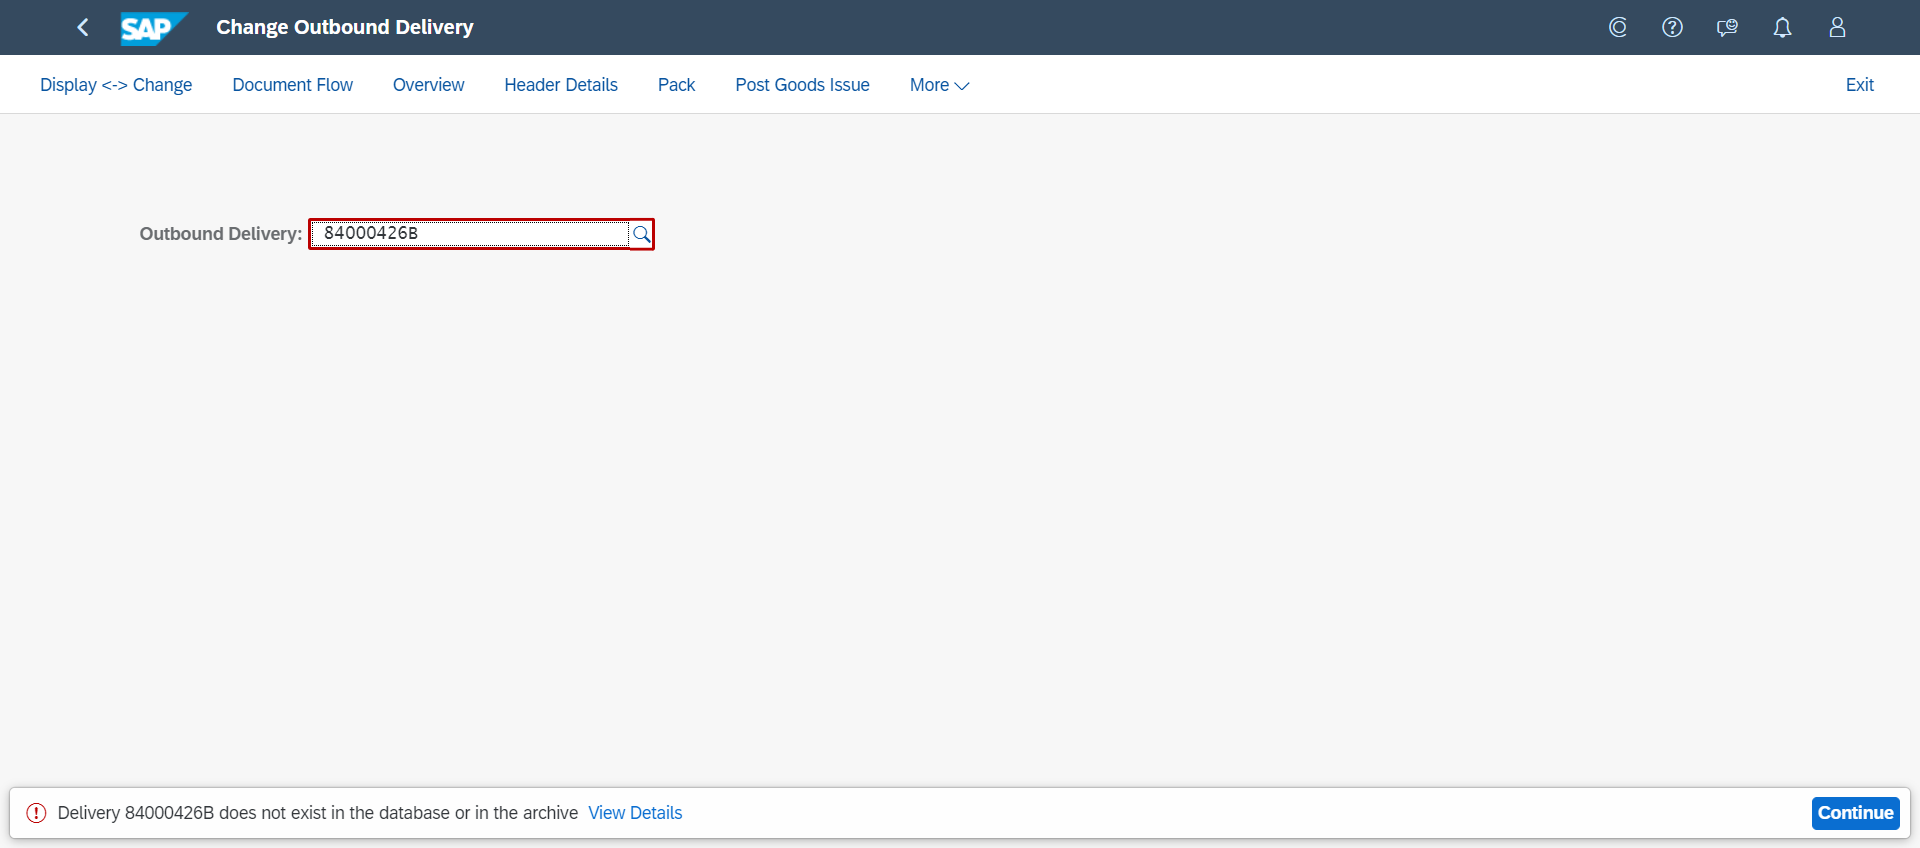 SAP Change Outbound Delivery
Display <-> Change Document Flow Overview Header Details Pack Post Goods Issue More Exit
Outbound Delivery: 84000426B
Delivery 84000426B does not exist in the database or in the archive View Details Continue